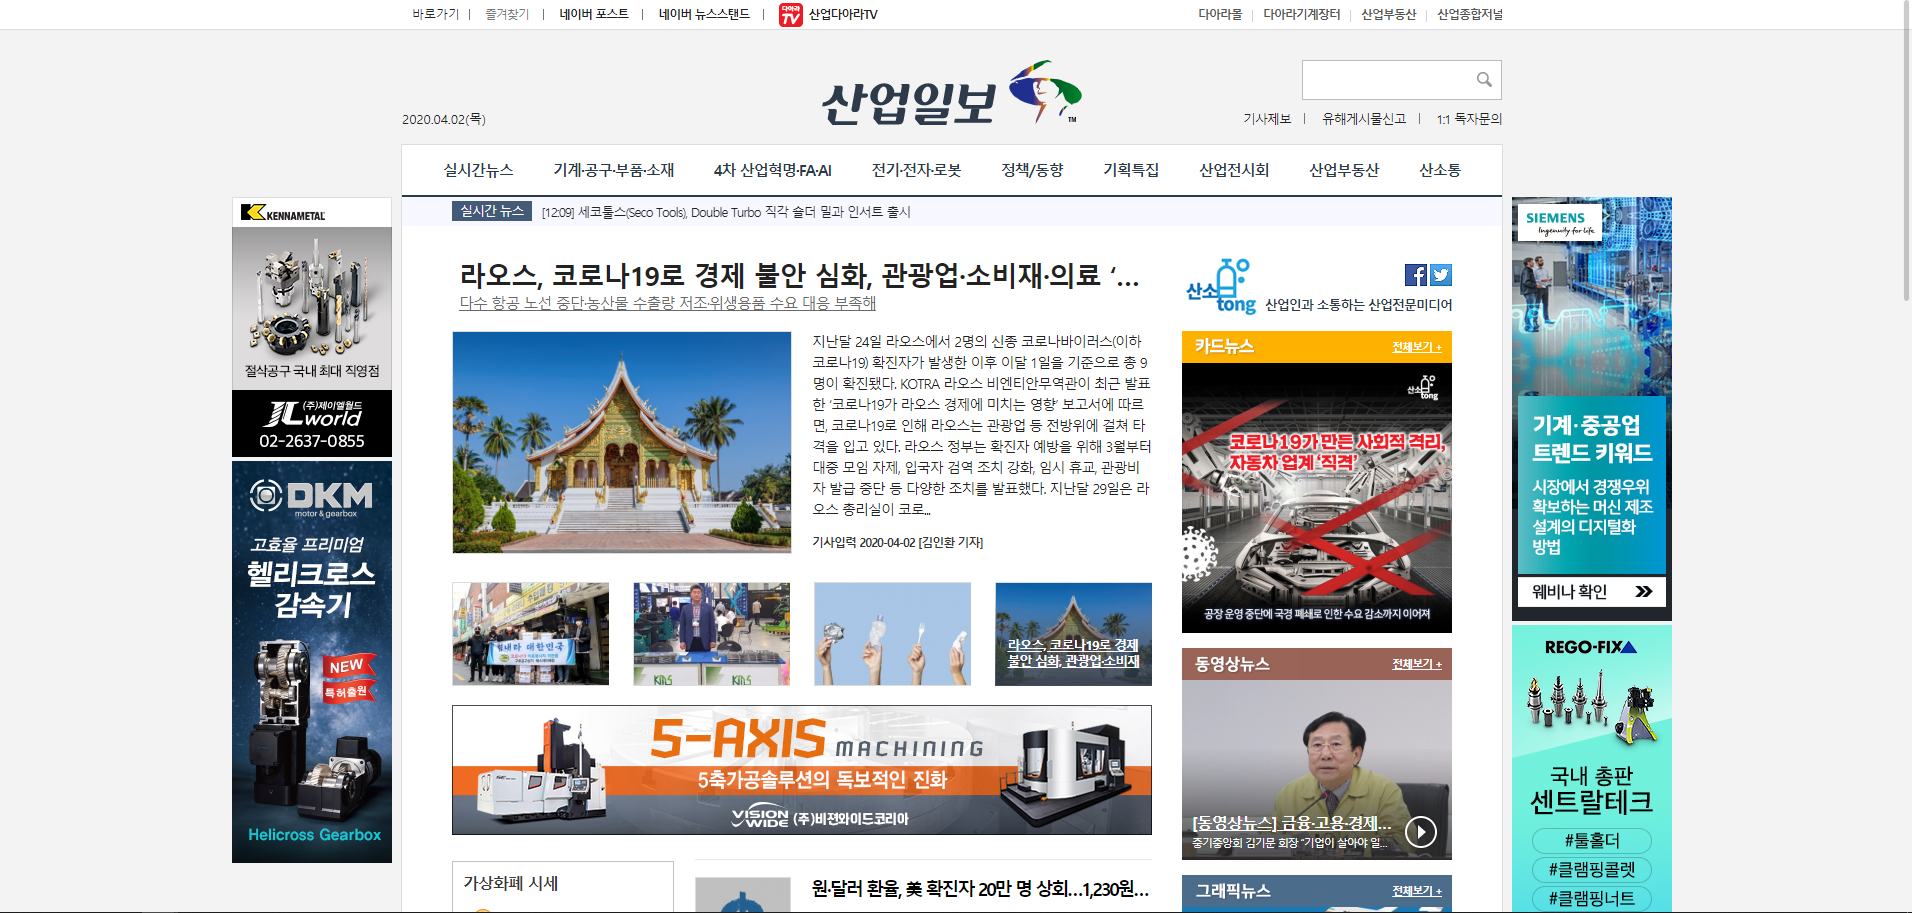 바로가기 | 즐겨찾기 | 네이버 포스트 | 네이버 뉴스스탠드 | 다아라 TV 산업다아라TV
다아라몰 | 다아라기계장터 | 산업부동산 | 산업종합저널
2020.04.02(목)
산업일보 TM
기사제보 | 유해게시물신고 | 1:1 독자문의
실시간뉴스 기계·공구·부품·소재 4차 산업혁명·FA·AI 전기·전자·로봇 정책/동향 기획특집 산업전시회 산업부동산 산소통
실시간 뉴스 [12:09] 세코툴스(Seco Tools), Double Turbo 직각 숄더 밀과 인서트 출시
KENNAMETAL
절삭공구 국내 최대 직영점
JL (주)제이엘월드
world
02-2637-0855
DKM
motor & gearbox
고효율 프리미엄
헬리크로스
감속기
NEW
특허출원
Helicross Gearbox
라오스, 코로나19로 경제 불안 심화, 관광업·소비재·의료 ‘...
다수 항공 노선 중단·농산물 수출량 저조·위생용품 수요 대응 부족해
지난달 24일 라오스에서 2명의 신종 코로나바이러스(이하
코로나19) 확진자가 발생한 이후 이달 1일을 기준으로 총 9
명이 확진됐다. KOTRA 라오스 비엔티안무역관이 최근 발표
한 ‘코로나19가 라오스 경제에 미치는 영향’ 보고서에 따르
면, 코로나19로 인해 라오스는 관광업 등 전방위에 걸쳐 타
격을 입고 있다. 라오스 정부는 확진자 예방을 위해 3월부터
대중 모임 자제, 입국자 검역 조치 강화, 임시 휴교, 관광비
자 발급 중단 등 다양한 조치를 발표했다. 지난달 29일은 라
오스 총리실이 코로...
기사입력 2020-04-02 [김인환 기자]
힘내라 대한민국
라오스, 코로나19로 경제
불안 심화, 관광업·소비재
5-AXIS MACHINING
5축가공솔루션의 독보적인 진화
VISION WIDE (주)비젼와이드코리아
가상화폐 시세
원·달러 환율, 美 확진자 20만 명 상회...1,230원...
산소tong
산업인과 소통하는 산업전문미디어
카드뉴스 전체보기 +
산소tong
코로나19가 만든 사회적 격리,
자동차 업계 ‘직격’
공장 운영 중단에 국경 폐쇄로 인한 수요 감소까지 이어져
동영상뉴스 전체보기 +
[동영상뉴스] 금융·고용·경제...
중기중앙회 김기문 회장 “기업이 살아야 일...
그래픽뉴스 전체보기 +
SIEMENS
Ingenuity for life
기계·중공업
트렌드 키워드
시장에서 경쟁우위
확보하는 머신 제조
설계의 디지털화
방법
웨비나 확인
REGO-FIX
국내 총판
센트랄테크
#툴홀더
#클램핑콜렛
#클램핑너트